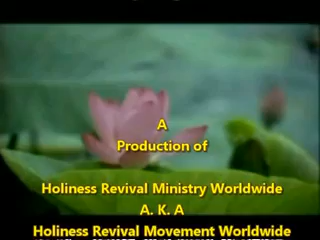 A
Production of
Holiness Revival Ministry Worldwide
A. K. A
Holiness Revival Movement Worldwide